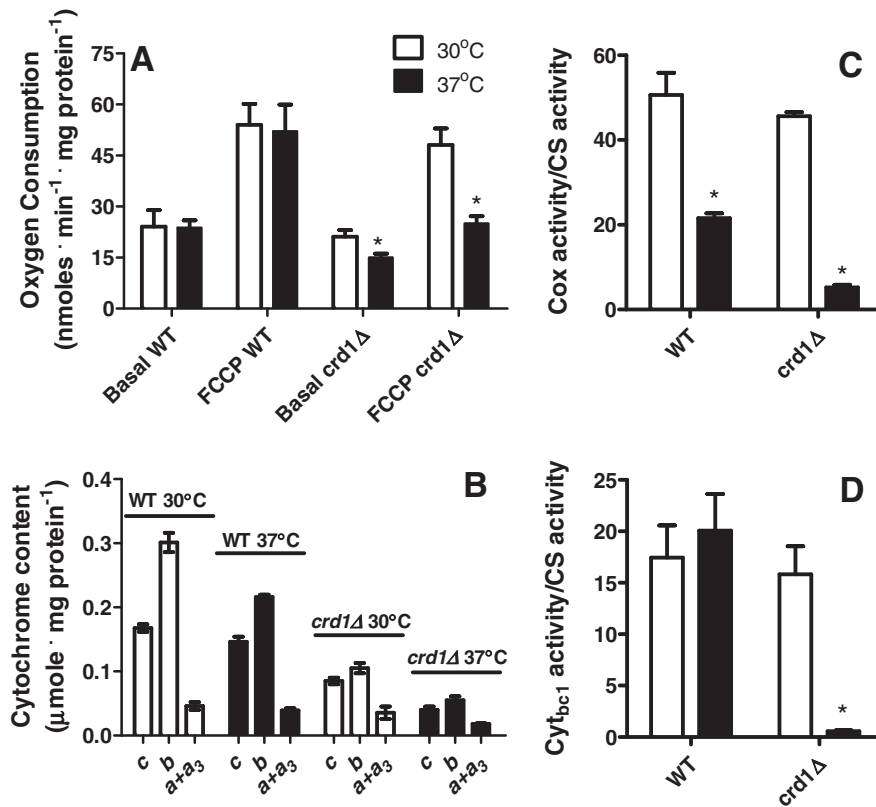 A
30°C
37°C
Oxygen Consumption
(nmoles · min⁻¹ · mg protein⁻¹)
75
60
45
30
15
0
Basal WT
FCCP WT
Basal crd1Δ
*
FCCP crd1Δ
*
C
Cox activity/CS activity
60
40
20
0
*
*
WT
crd1Δ
B
Cytochrome content
(μmole · mg protein⁻¹)
0.4
0.3
0.2
0.1
0.0
WT 30°C
WT 37°C
crd1Δ 30°C
crd1Δ 37°C
c b a+a₃ c b a+a₃ c b a+a₃ c b a+a₃
D
Cyt_bc1 activity/CS activity
25
20
15
10
5
0
*
WT
crd1Δ